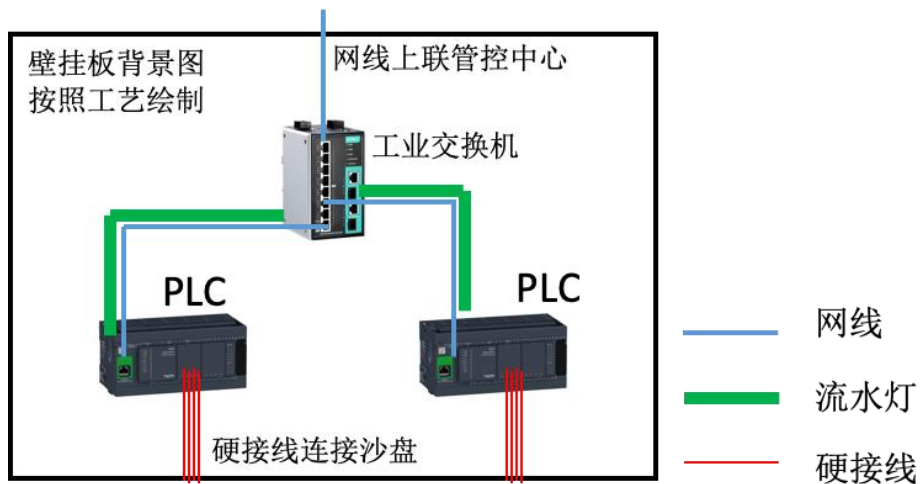 壁挂板背景图
按照工艺绘制
网线上联管控中心
工业交换机
PLC
PLC
网线
流水灯
硬接线连接沙盘
硬接线